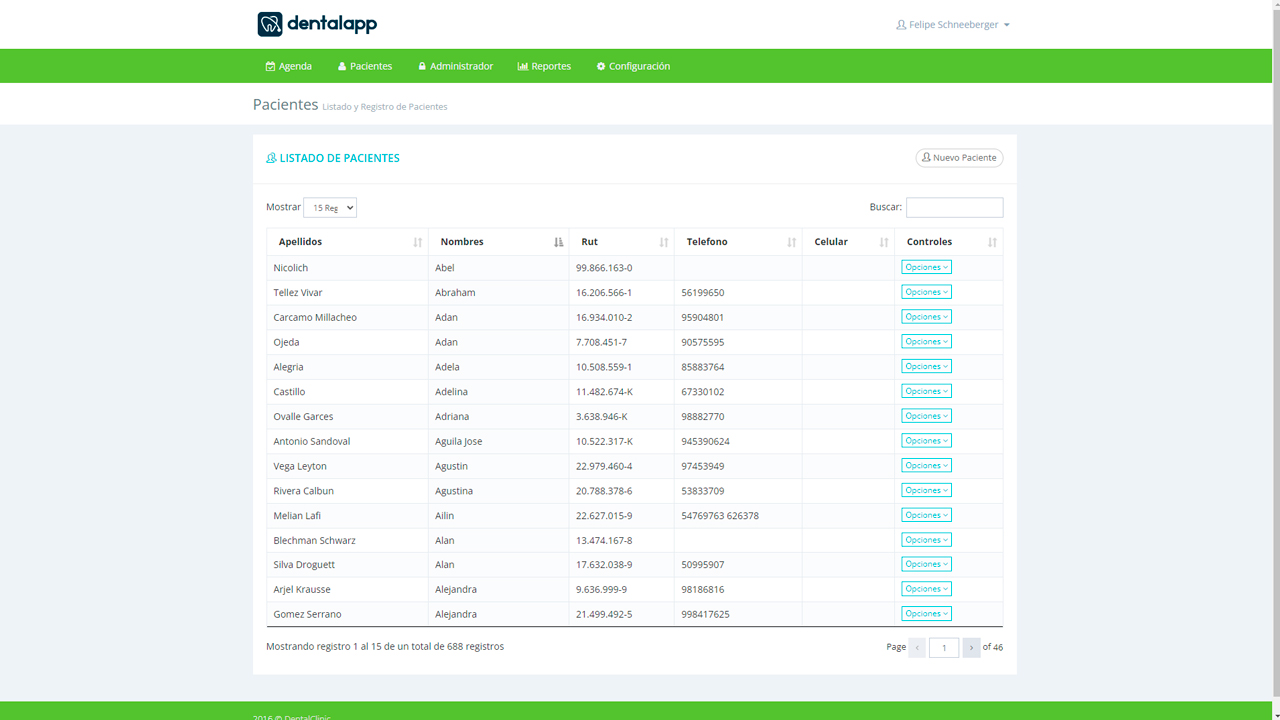 dentalapp
Felipe Schneeberger
Agenda Pacientes Administrador Reportes Configuración
Pacientes Listado y Registro de Pacientes
LISTADO DE PACIENTES
Nuevo Paciente
Mostrar 15 Reg Buscar:
Apellidos Nombres Rut Telefono Celular Controles
Nicolich Abel 99.866.163-0 Opciones
Tellez Vivar Abraham 16.206.566-1 56199650 Opciones
Carcamo Millacheo Adan 16.934.010-2 95904801 Opciones
Ojeda Adan 7.708.451-7 90575595 Opciones
Alegria Adela 10.508.559-1 85883764 Opciones
Castillo Adelina 11.482.674-K 67330102 Opciones
Ovalle Garces Adriana 3.638.946-K 98882770 Opciones
Antonio Sandoval Aguila Jose 10.522.317-K 945390624 Opciones
Vega Leyton Agustin 22.979.460-4 97453949 Opciones
Rivera Calbun Agustina 20.788.378-6 53833709 Opciones
Melian Lafi Ailin 22.627.015-9 54769763 626378 Opciones
Blechman Schwarz Alan 13.474.167-8 Opciones
Silva Droguett Alan 17.632.038-9 50995907 Opciones
Arjel Krausse Alejandra 9.636.999-9 98186816 Opciones
Gomez Serrano Alejandra 21.499.492-5 998417625 Opciones
Mostrando registro 1 al 15 de un total de 688 registros
Page 1 of 46
2016 © DentalClinic